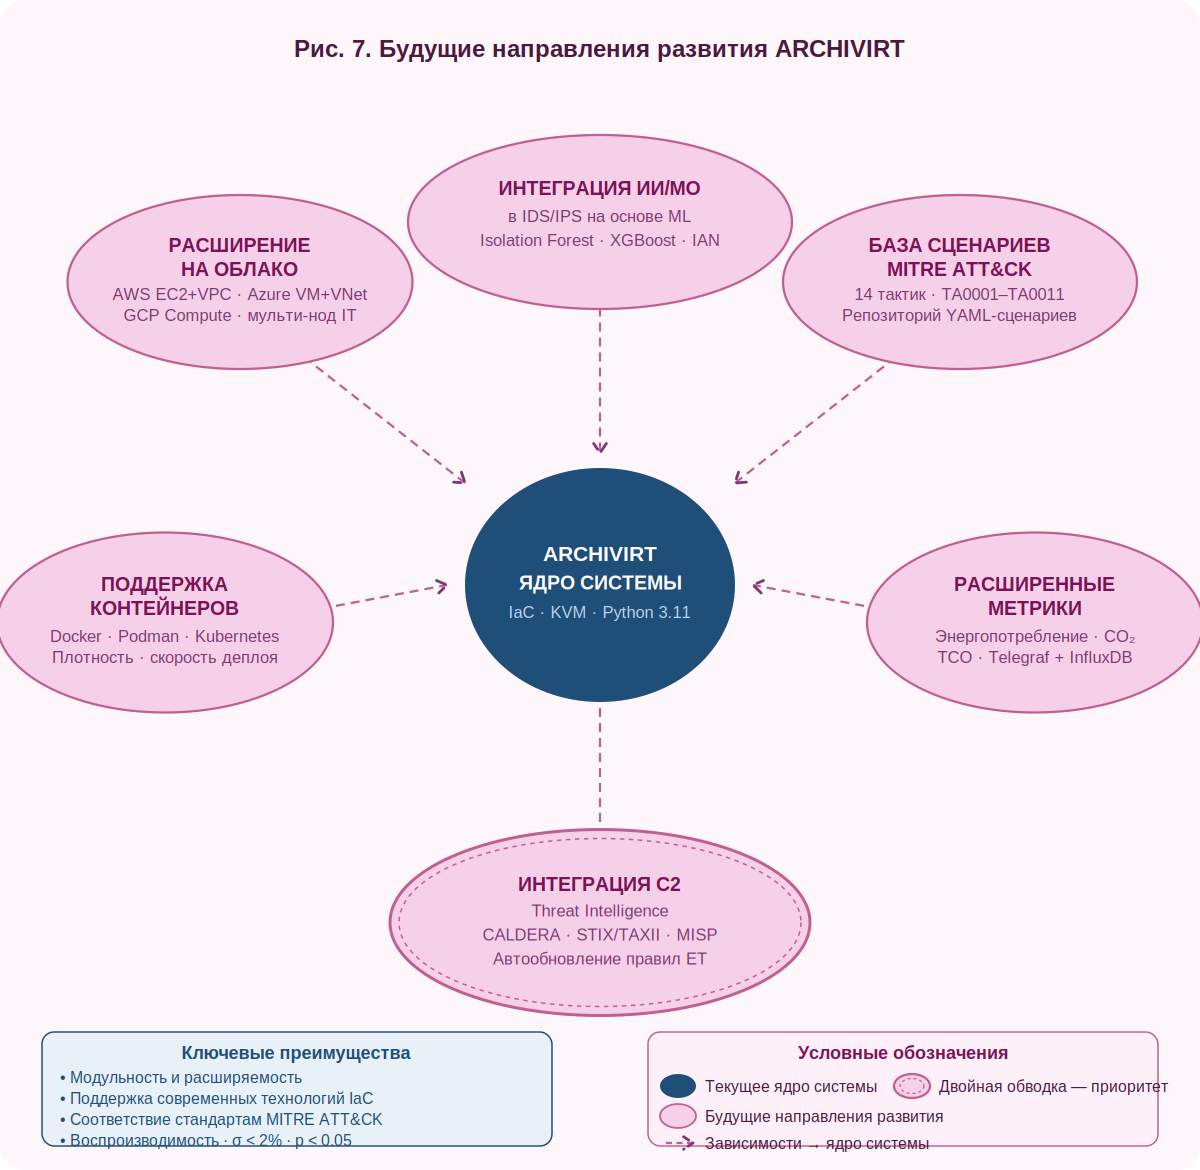 Рис. 7. Будущие направления развития ARCHIVIRT
ИНТЕГРАЦИЯ ИИ/МО
в IDS/IPS на основе ML
Isolation Forest · XGBoost · IAN
РАСШИРЕНИЕ
НА ОБЛАКО
AWS EC2+VPC · Azure VM+VNet
GCP Compute · мульти-нод IT
БАЗА СЦЕНАРИЕВ
MITRE ATT&CK
14 тактик · TA0001–TA0011
Репозиторий YAML-сценариев
ARCHIVIRT
ЯДРО СИСТЕМЫ
IaC · KVM · Python 3.11
ПОДДЕРЖКА
КОНТЕЙНЕРОВ
Docker · Podman · Kubernetes
Плотность · скорость деплоя
РАСШИРЕННЫЕ
МЕТРИКИ
Энергопотребление · CO₂
TCO · Telegraf + InfluxDB
ИНТЕГРАЦИЯ C2
Threat Intelligence
CALDERA · STIX/TAXII · MISP
Автообновление правил ET
Ключевые преимущества
• Модульность и расширяемость
• Поддержка современных технологий IaC
• Соответствие стандартам MITRE ATT&CK
• Воспроизводимость · σ < 2% · p < 0.05
Условные обозначения
Текущее ядро системы
Двойная обводка — приоритет
Будущие направления развития
Зависимости → ядро системы